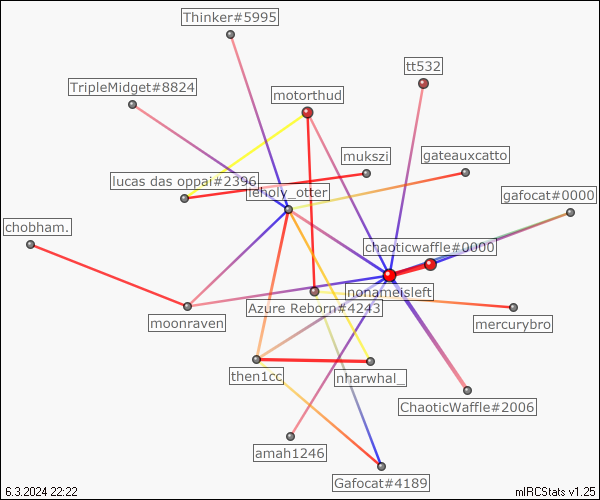 Thinker#5995
tt532
TripleMidget#8824
motorthud
mukszi
gateauxcatto
lucas das oppai#2396
leholy_otter
gafocat#0000
chobham.
chaoticwaffle#0000
nonameisleft
Azure Reborn#4243
moonraven
mercurybro
then1cc
nharwhal_
ChaoticWaffle#2006
amah1246
Gafocat#4189
6.3.2024 22:22
mIRCStats v1.25